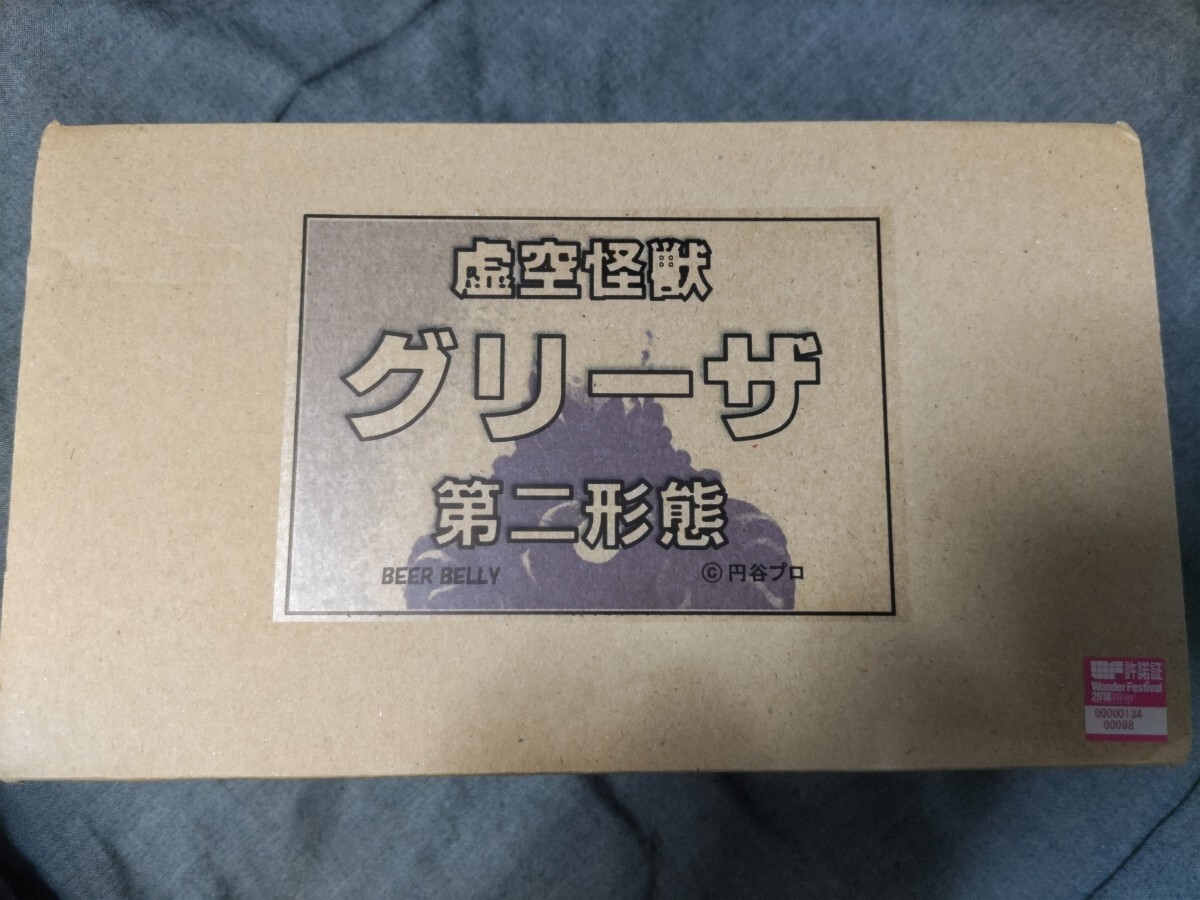 虚空怪獣
グリーザ
第二形態
BEER BELLY
©円谷プロ
許諾証
Wonder Festival
2018
00000134
00098